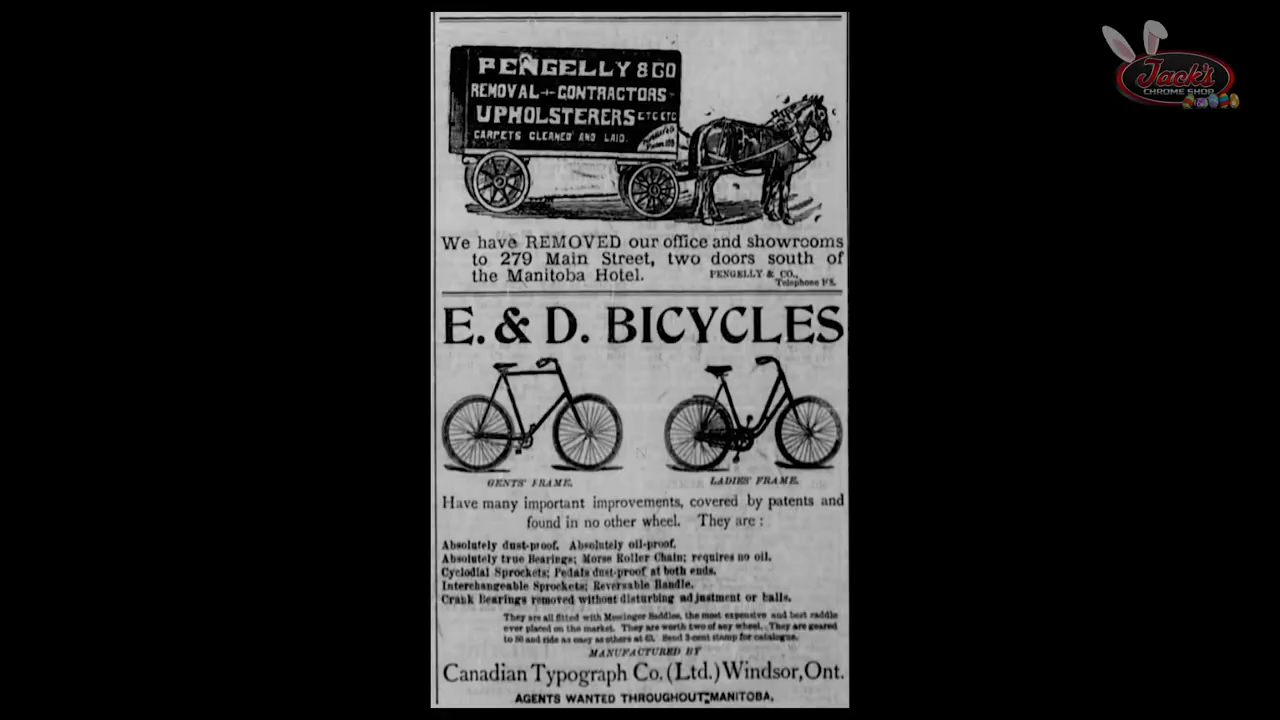 PENGELLY & CO
REMOVAL CONTRACTORS
UPHOLSTERERS ETC ETC
CARPETS CLEANED AND LAID.
Jack's
CHROME SHOP
We have REMOVED our office and showrooms
to 279 Main Street, two doors south of
the Manitoba Hotel. PENGELLY & CO.,
Telephone
E. & D. BICYCLES
GENTS' FRAME. LADIES' FRAME.
Have many important improvements, covered by patents and
found in no other wheel. They are :
Absolutely dust-proof. Absolutely oil-proof.
Absolutely true Bearings; Morse Roller Chain; requires no oil.
Cyclodial Sprockets; Pedals dust-proof at both ends.
Interchangeable Sprockets; Reversable Handle.
Crank Bearings removed without disturbing adjustment or balls.
They are all fitted with Messinger Saddles, the most expensive and best saddle
ever placed on the market. They are worth two of any wheel. They are geared
to 80 and ride as easy as others at 63. Send 3-cent stamp for catalogue.
MANUFACTURED BY
Canadian Typograph Co. (Ltd.) Windsor, Ont.
AGENTS WANTED THROUGHOUT MANITOBA.